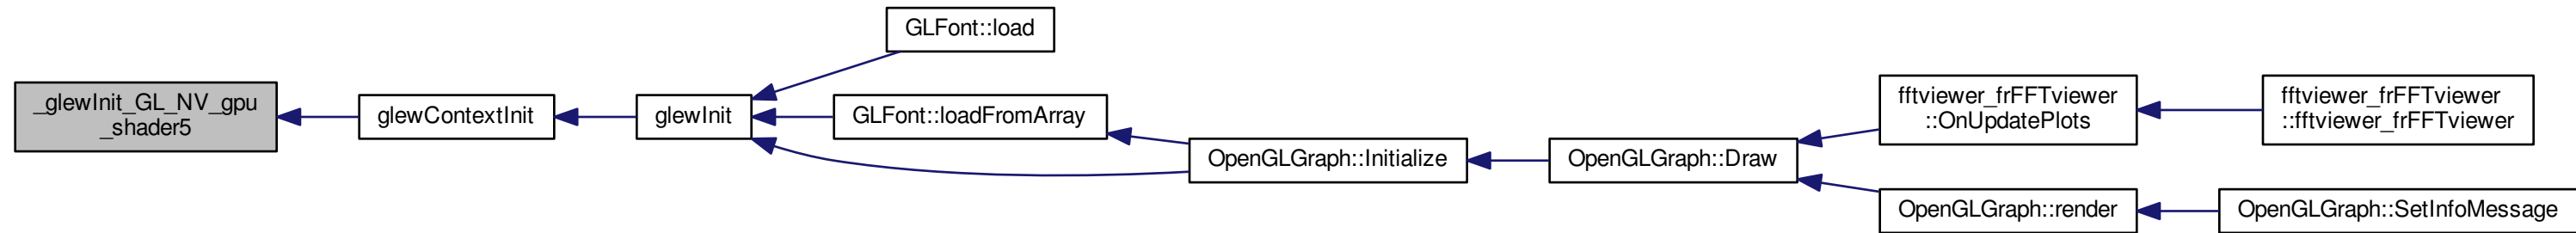 _glewInit_GL_NV_gpu
_shader5
glewContextInit
glewInit
GLFont::load
GLFont::loadFromArray
OpenGLGraph::Initialize
OpenGLGraph::Draw
fftviewer_frFFTviewer
::OnUpdatePlots
fftviewer_frFFTviewer
::fftviewer_frFFTviewer
OpenGLGraph::render
OpenGLGraph::SetInfoMessage